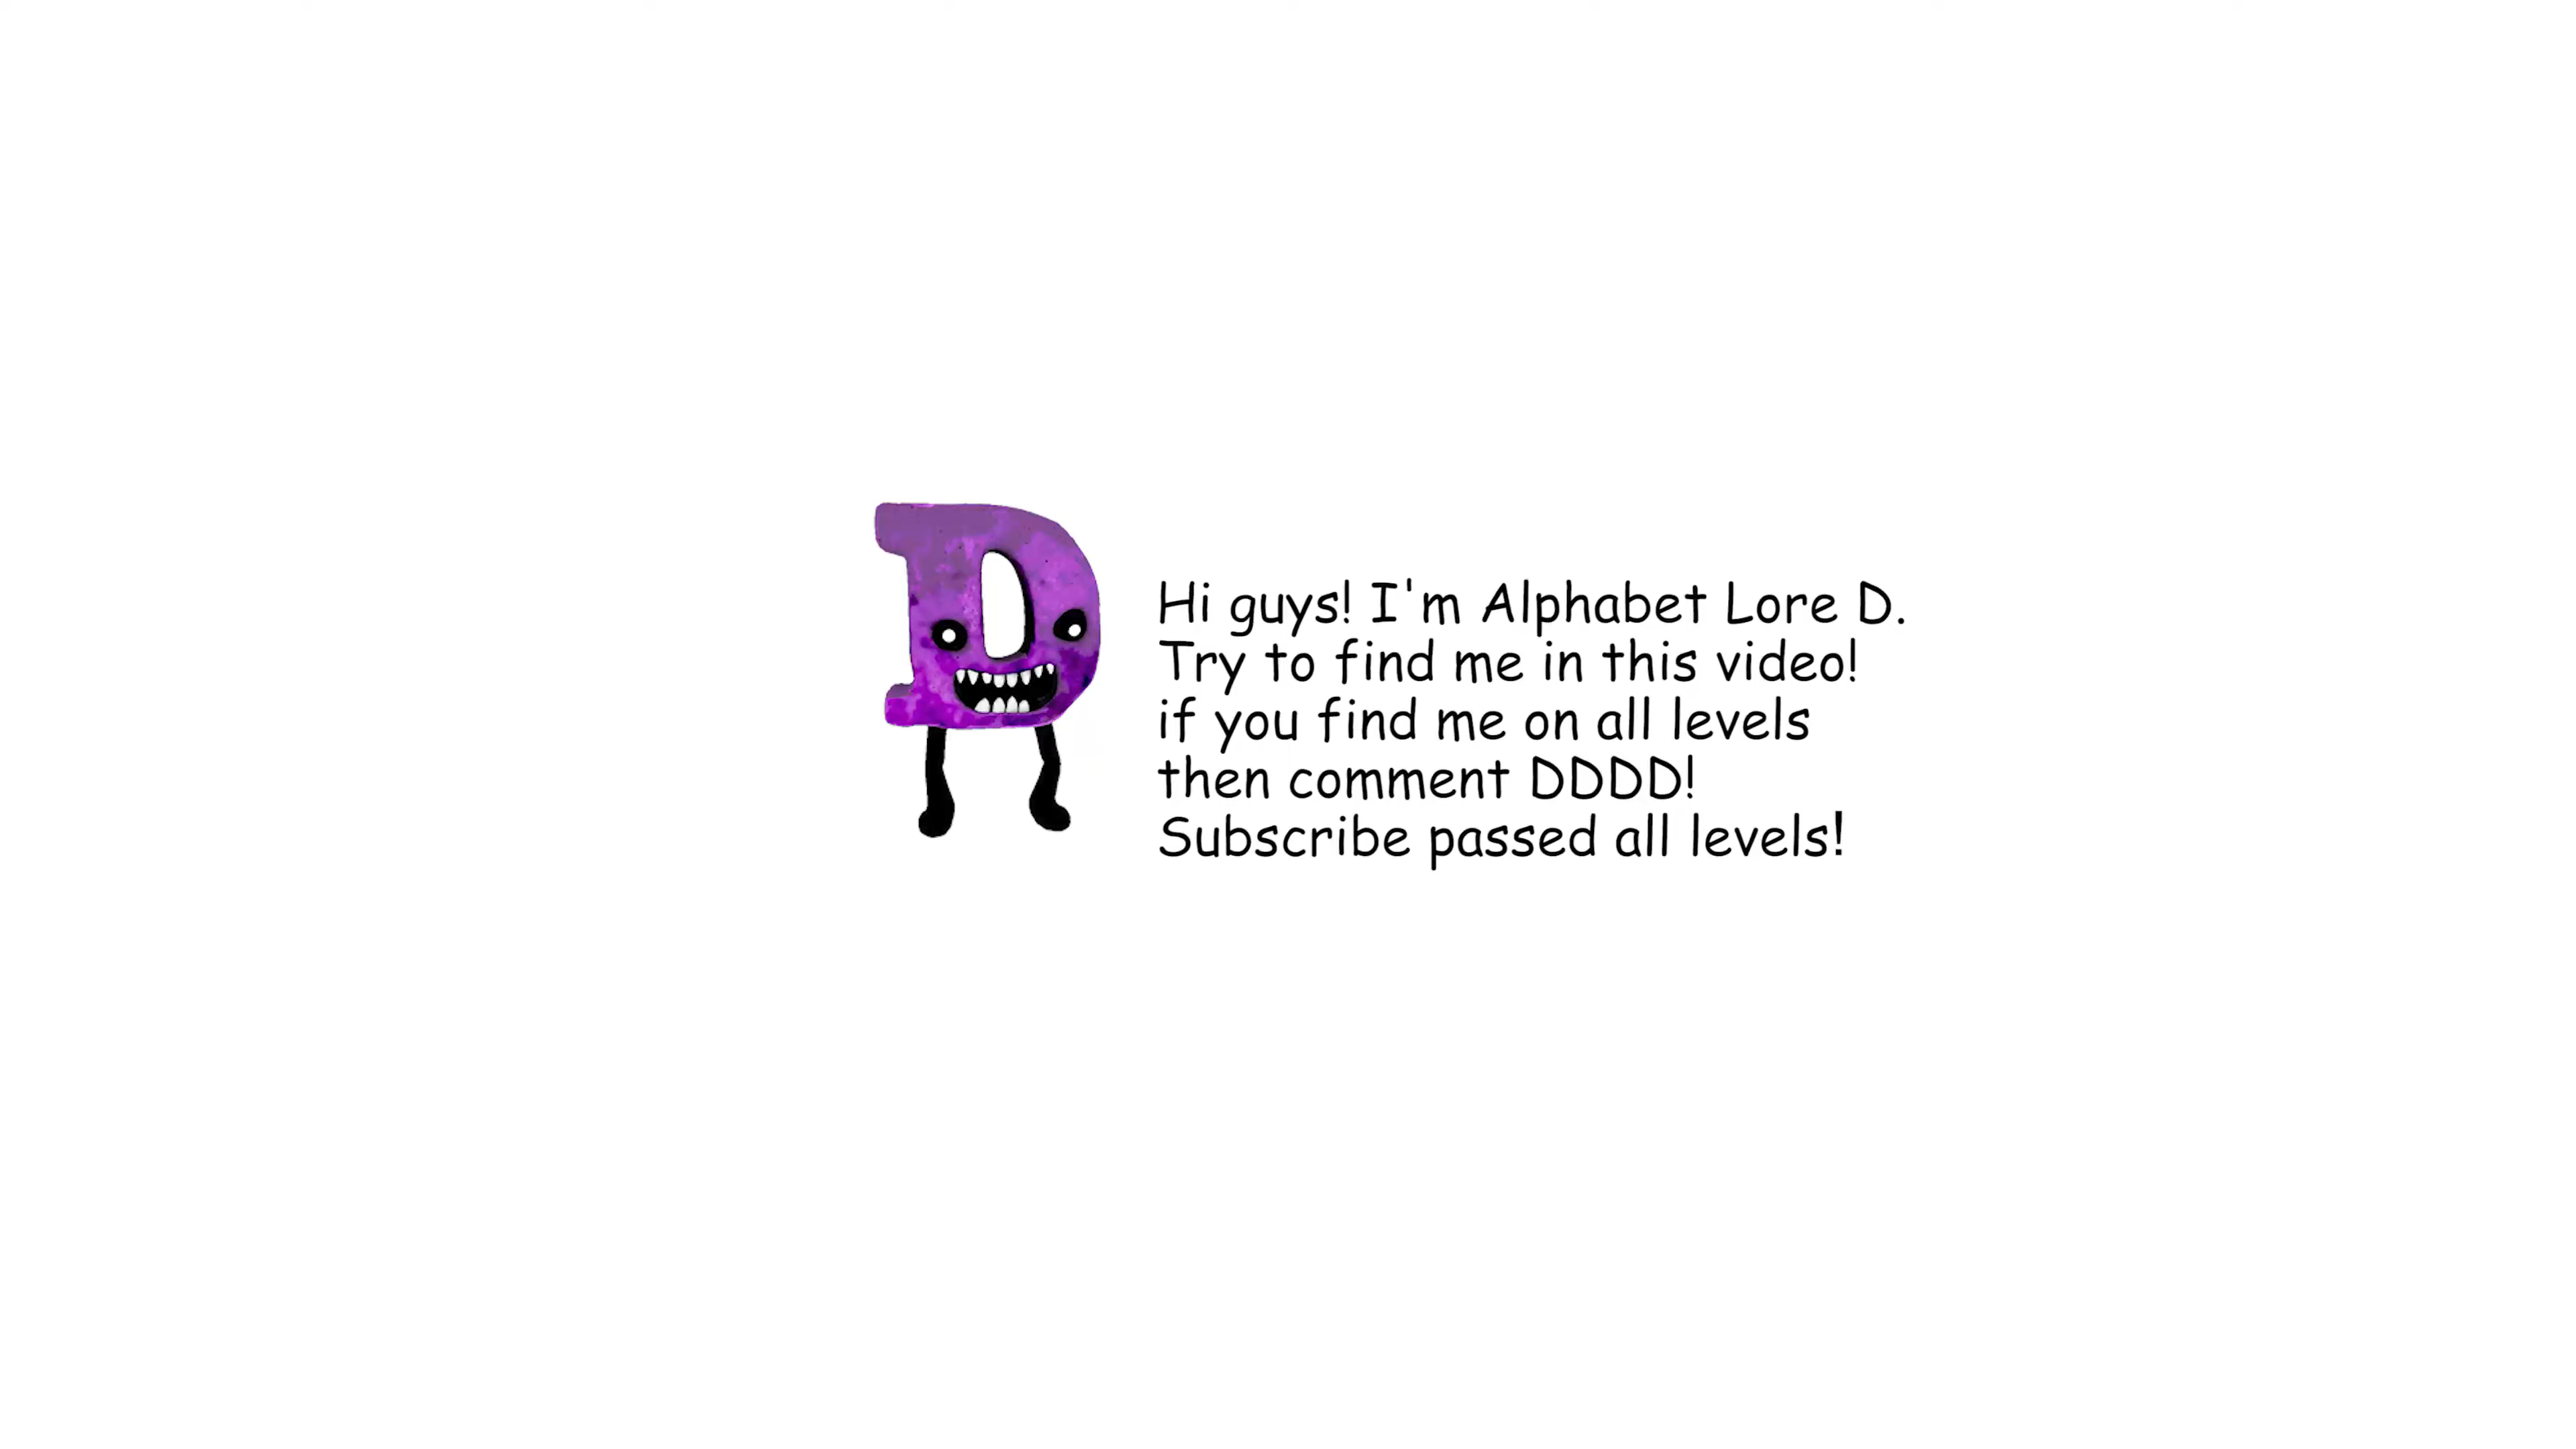 Hi guys! I'm Alphabet Lore D.
Try to find me in this video!
if you find me on all levels
then comment DDDD!
Subscribe passed all levels!